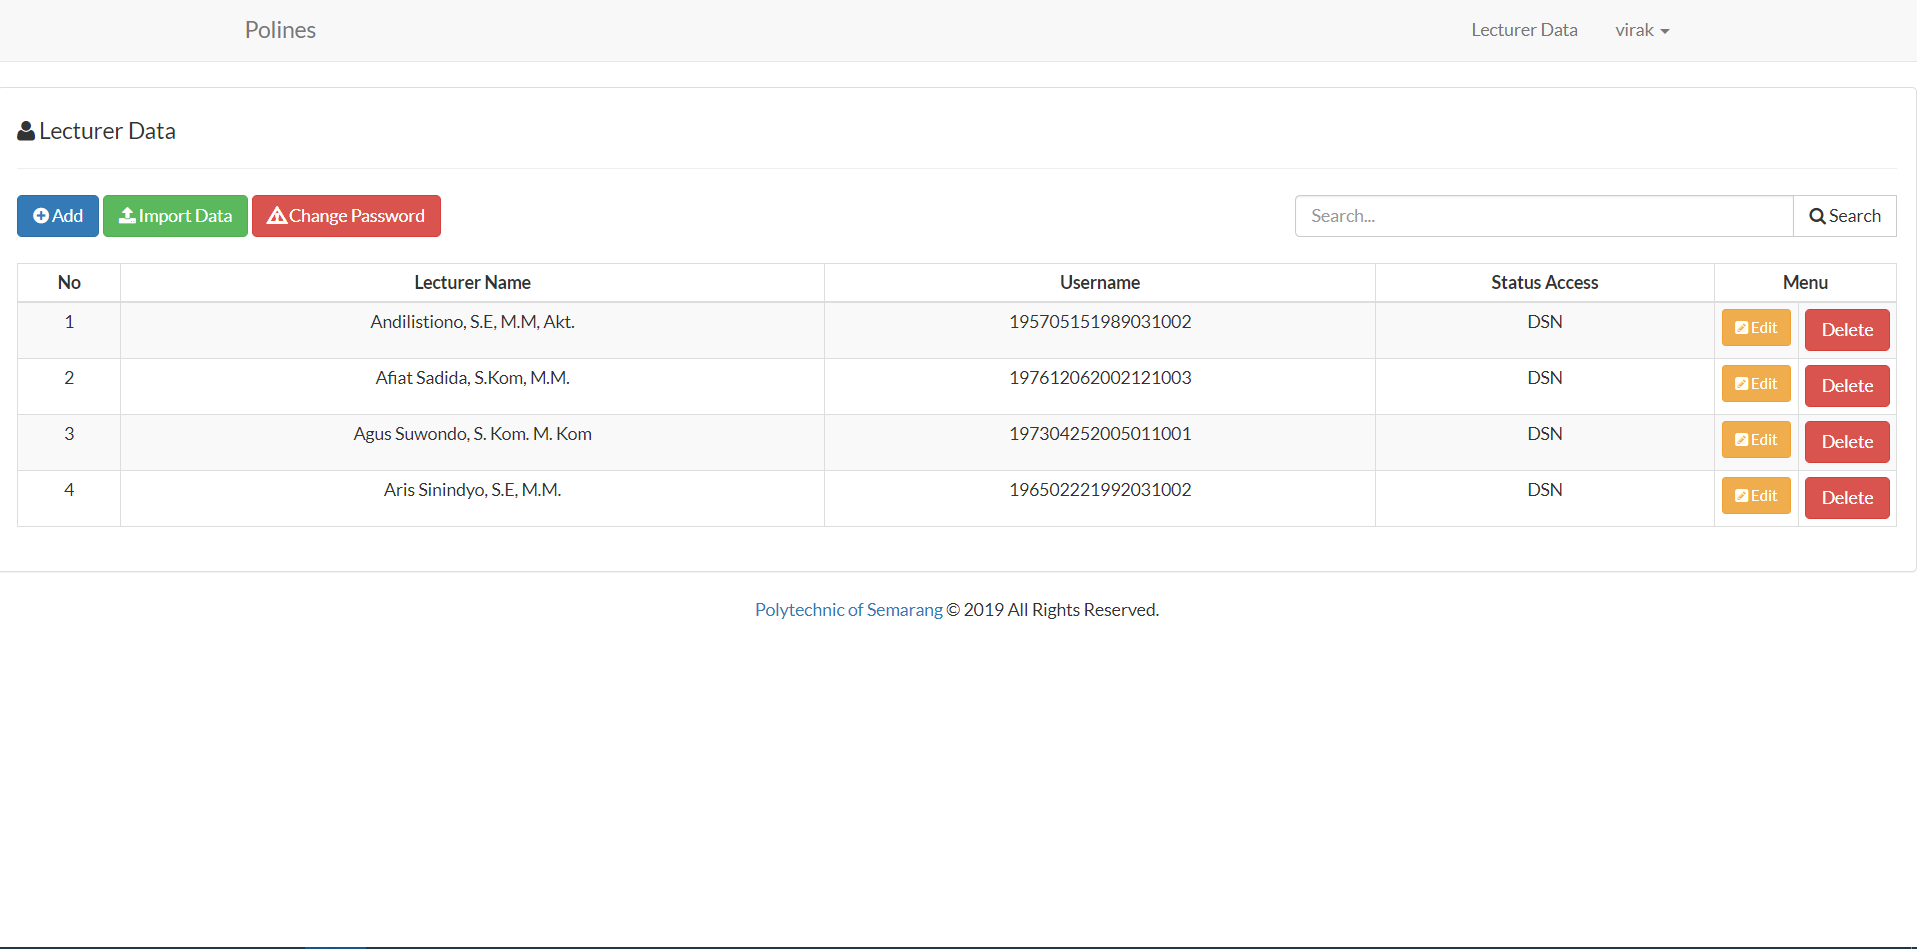 Polines Lecturer Data virak
Lecturer Data
Add Import Data Change Password Search... Search
No Lecturer Name Username Status Access Menu
1 Andilistiono, S.E, M.M, Akt. 195705151989031002 DSN Edit Delete
2 Afiat Sadida, S.Kom, M.M. 197612062002121003 DSN Edit Delete
3 Agus Suwondo, S. Kom. M. Kom 197304252005011001 DSN Edit Delete
4 Aris Sinindyo, S.E, M.M. 196502221992031002 DSN Edit Delete
Polytechnic of Semarang © 2019 All Rights Reserved.